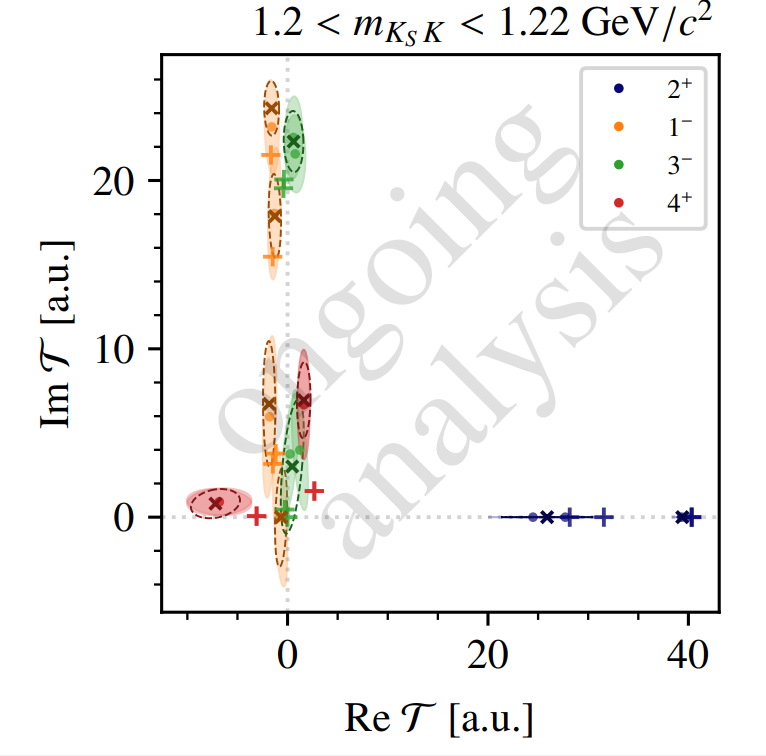 1.2 < m_{K_S K} < 1.22 GeV/c²
2⁺
1⁻
3⁻
4⁺
20
10
0
Im 𝒯 [a.u.]
ongoing
analysis
0
20
40
Re 𝒯 [a.u.]